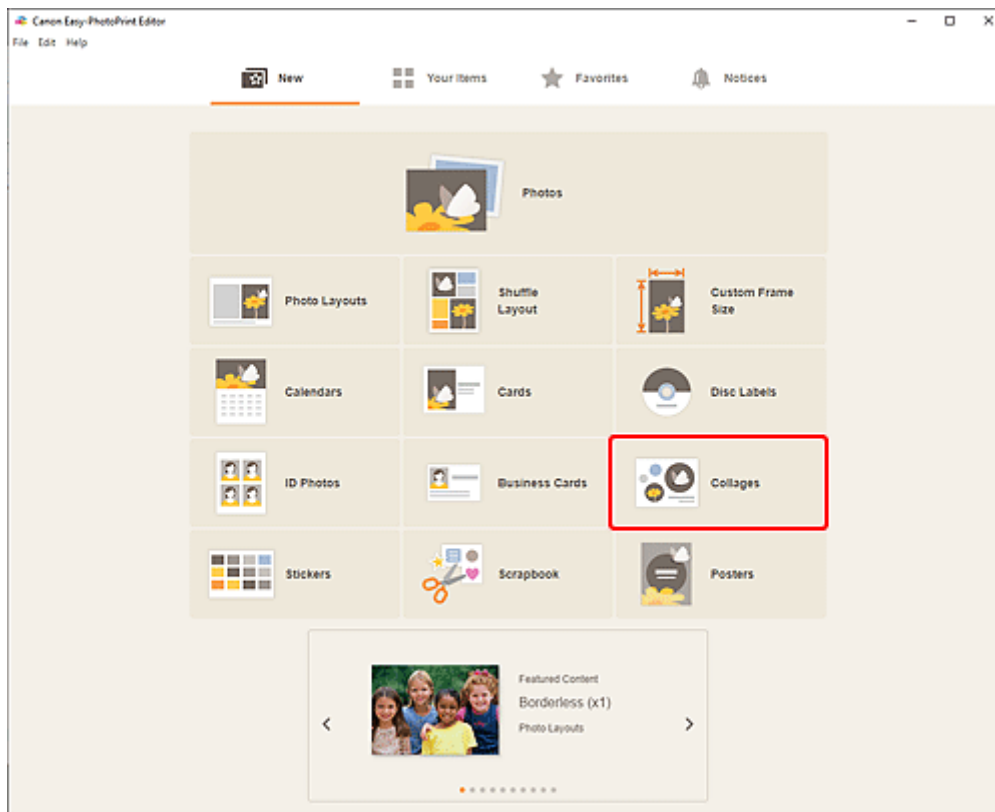 Canon Easy-PhotoPrint Editor
File Edit Help
New
Your Items
Favorites
Notices
Photos
Photo Layouts
Shuffle
Layout
Custom Frame
Size
Calendars
Cards
Disc Labels
ID Photos
Business Cards
Collages
Stickers
Scrapbook
Posters
Featured Content
Borderless (x1)
Photo Layouts